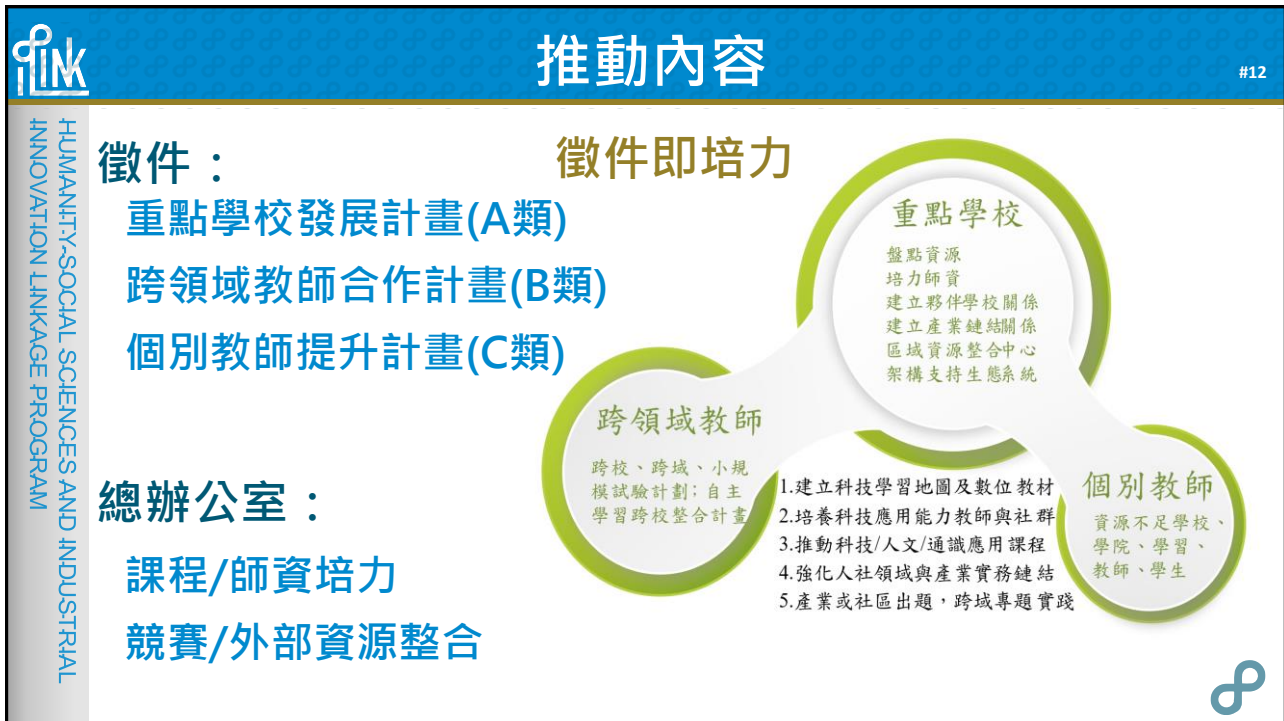 iLINK
推動內容
#12
HUMANITY-SOCIAL SCIENCES AND INDUSTRIAL
INNOVATION LINKAGE PROGRAM
徵件：
重點學校發展計畫(A類)
跨領域教師合作計畫(B類)
個別教師提升計畫(C類)
總辦公室：
課程/師資培力
競賽/外部資源整合
徵件即培力
重點學校
盤點資源
培力師資
建立夥伴學校關係
建立產業鏈結關係
區域資源整合中心
架構支持生態系統
跨領域教師
跨校、跨域、小規
模試驗計劃；自主
學習跨校整合計畫
1.建立科技學習地圖及數位教材
2.培養科技應用能力教師與社群
3.推動科技/人文/通識應用課程
4.強化人社領域與產業實務鏈結
5.產業或社區出題，跨域專題實踐
個別教師
資源不足學校、
學院、學習、
教師、學生